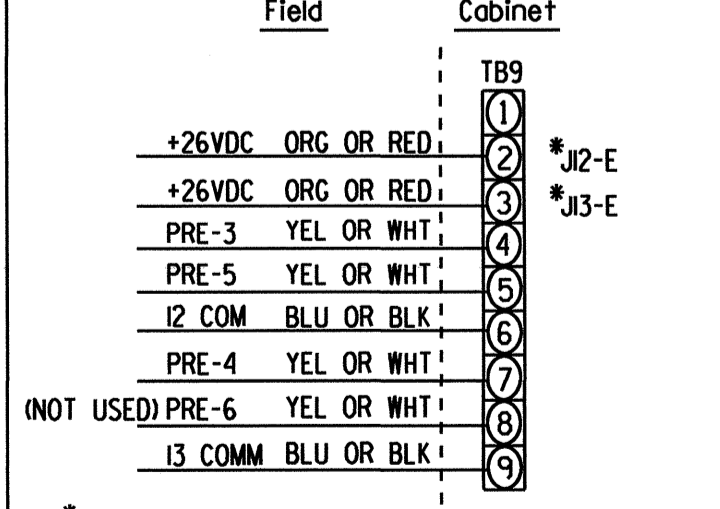 Field Cabinet
TB9
1
+26VDC ORG OR RED 2 *J12-E
+26VDC ORG OR RED 3 *J13-E
PRE-3 YEL OR WHT 4
PRE-5 YEL OR WHT 5
12 COM BLU OR BLK 6
PRE-4 YEL OR WHT 7
(NOT USED) PRE-6 YEL OR WHT 8
13 COMM BLU OR BLK 9
*